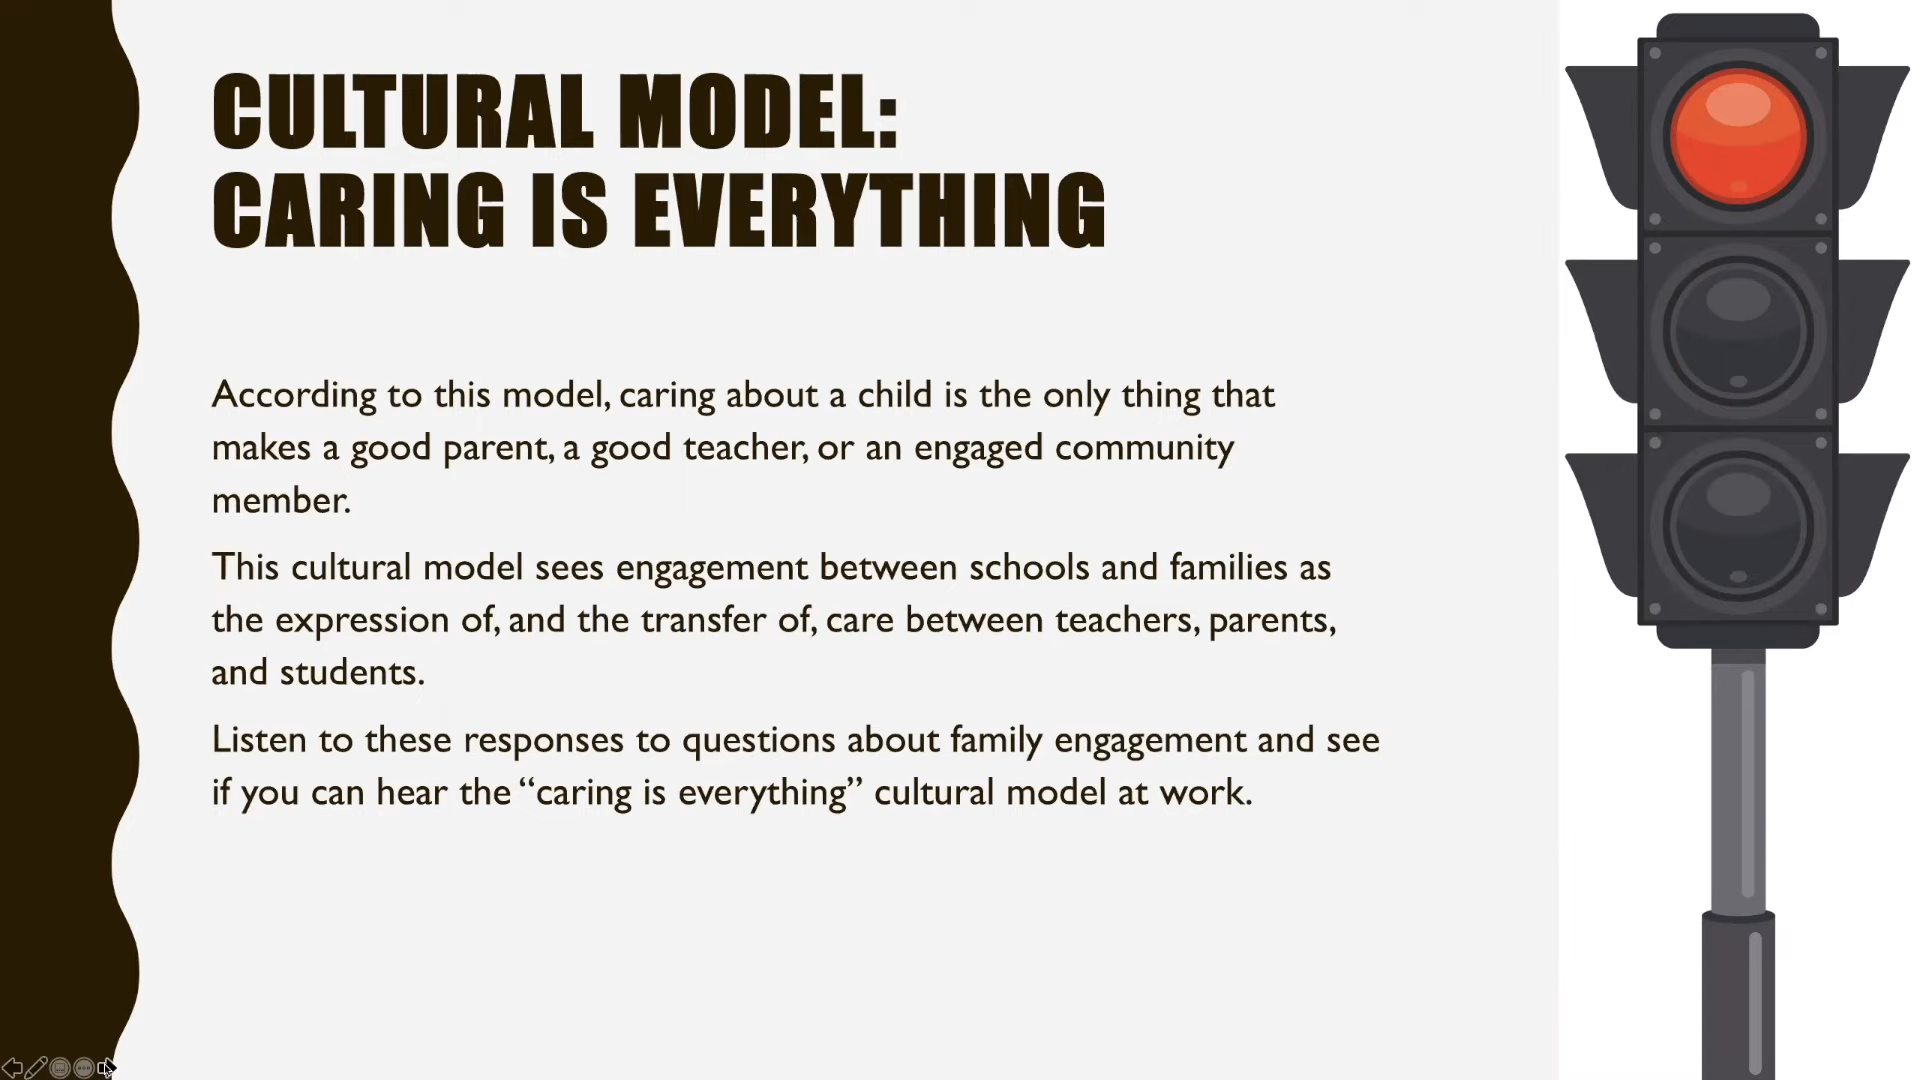 CULTURAL MODEL:
CARING IS EVERYTHING
According to this model, caring about a child is the only thing that
makes a good parent, a good teacher, or an engaged community
member.
This cultural model sees engagement between schools and families as
the expression of, and the transfer of, care between teachers, parents,
and students.
Listen to these responses to questions about family engagement and see
if you can hear the “caring is everything” cultural model at work.